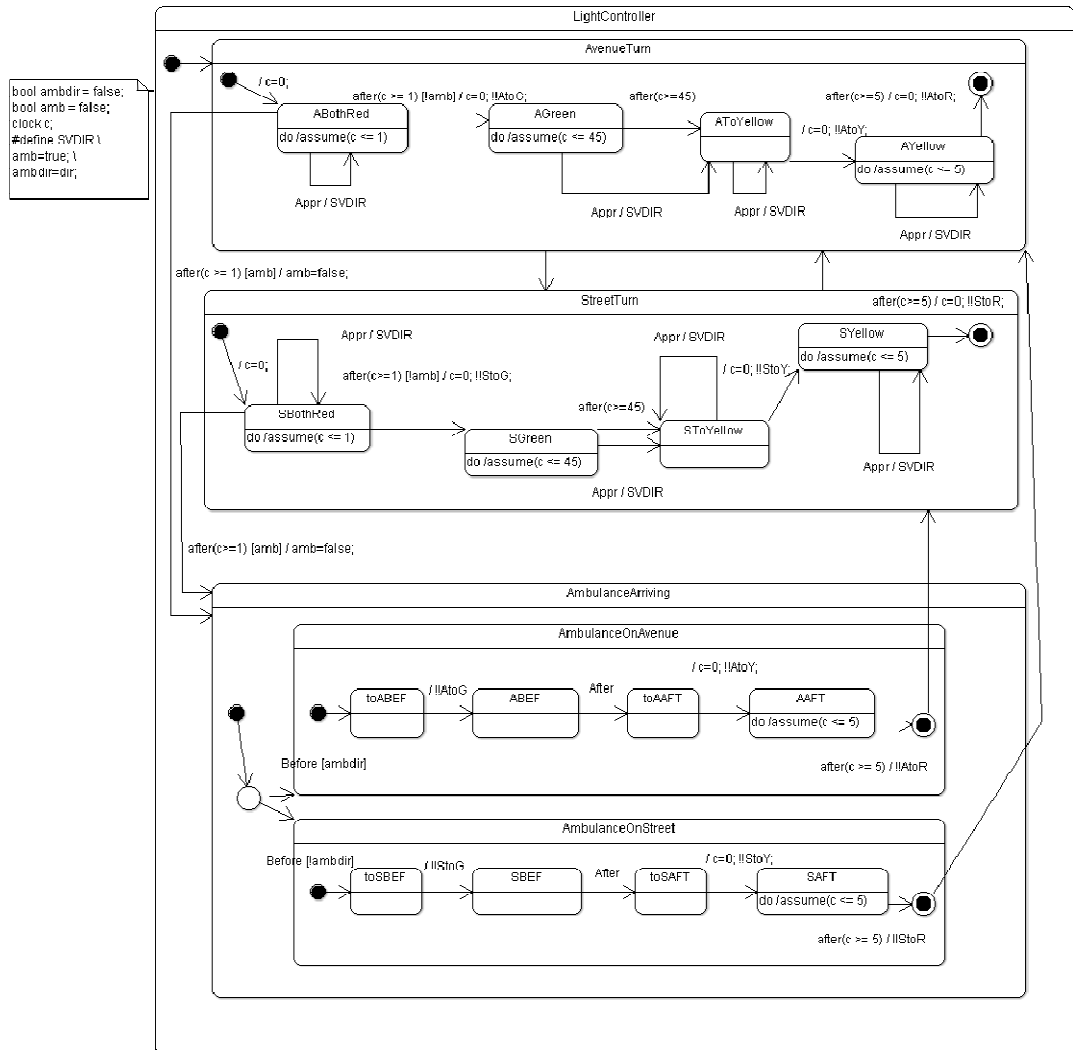 LightController
bool ambdir = false;
bool amb = false;
clock c;
#define SVDIR \
amb=true; \
ambdir=dir;
AvenueTurn
/ c=0;
after(c >= 1) [!amb] / c=0; !!AtoG;
after(c>=45)
after(c>=5) / c=0; !!AtoR;
ABothRed
do /assume(c <= 1)
AGreen
do /assume(c <= 45)
AToYellow
/ c=0; !!AtoY;
AYellow
do /assume(c <= 5)
Appr / SVDIR
Appr / SVDIR
Appr / SVDIR
Appr / SVDIR
after(c >= 1) [amb] / amb=false;
StreetTurn
after(c>=5) / c=0; !!StoR;
Appr / SVDIR
Appr / SVDIR
SYellow
do /assume(c <= 5)
/ c=0;
after(c>=1) [!amb] / c=0; !!StoG;
/ c=0; !!StoY;
after(c>=45)
SBothRed
do /assume(c <= 1)
SGreen
do /assume(c <= 45)
SToYellow
Appr / SVDIR
Appr / SVDIR
after(c>=1) [amb] / amb=false;
AmbulanceArriving
AmbulanceOnAvenue
/ c=0; !!AtoY;
/ !!AtoG
After
toABEF
ABEF
toAAFT
AAFT
do /assume(c <= 5)
Before [ambdir]
after(c >= 5) / !!AtoR
AmbulanceOnStreet
Before [!ambdir]
/ !!StoG
After
/ c=0; !!StoY;
toSBEF
SBEF
toSAFT
SAFT
do /assume(c <= 5)
after(c >= 5) / !!StoR